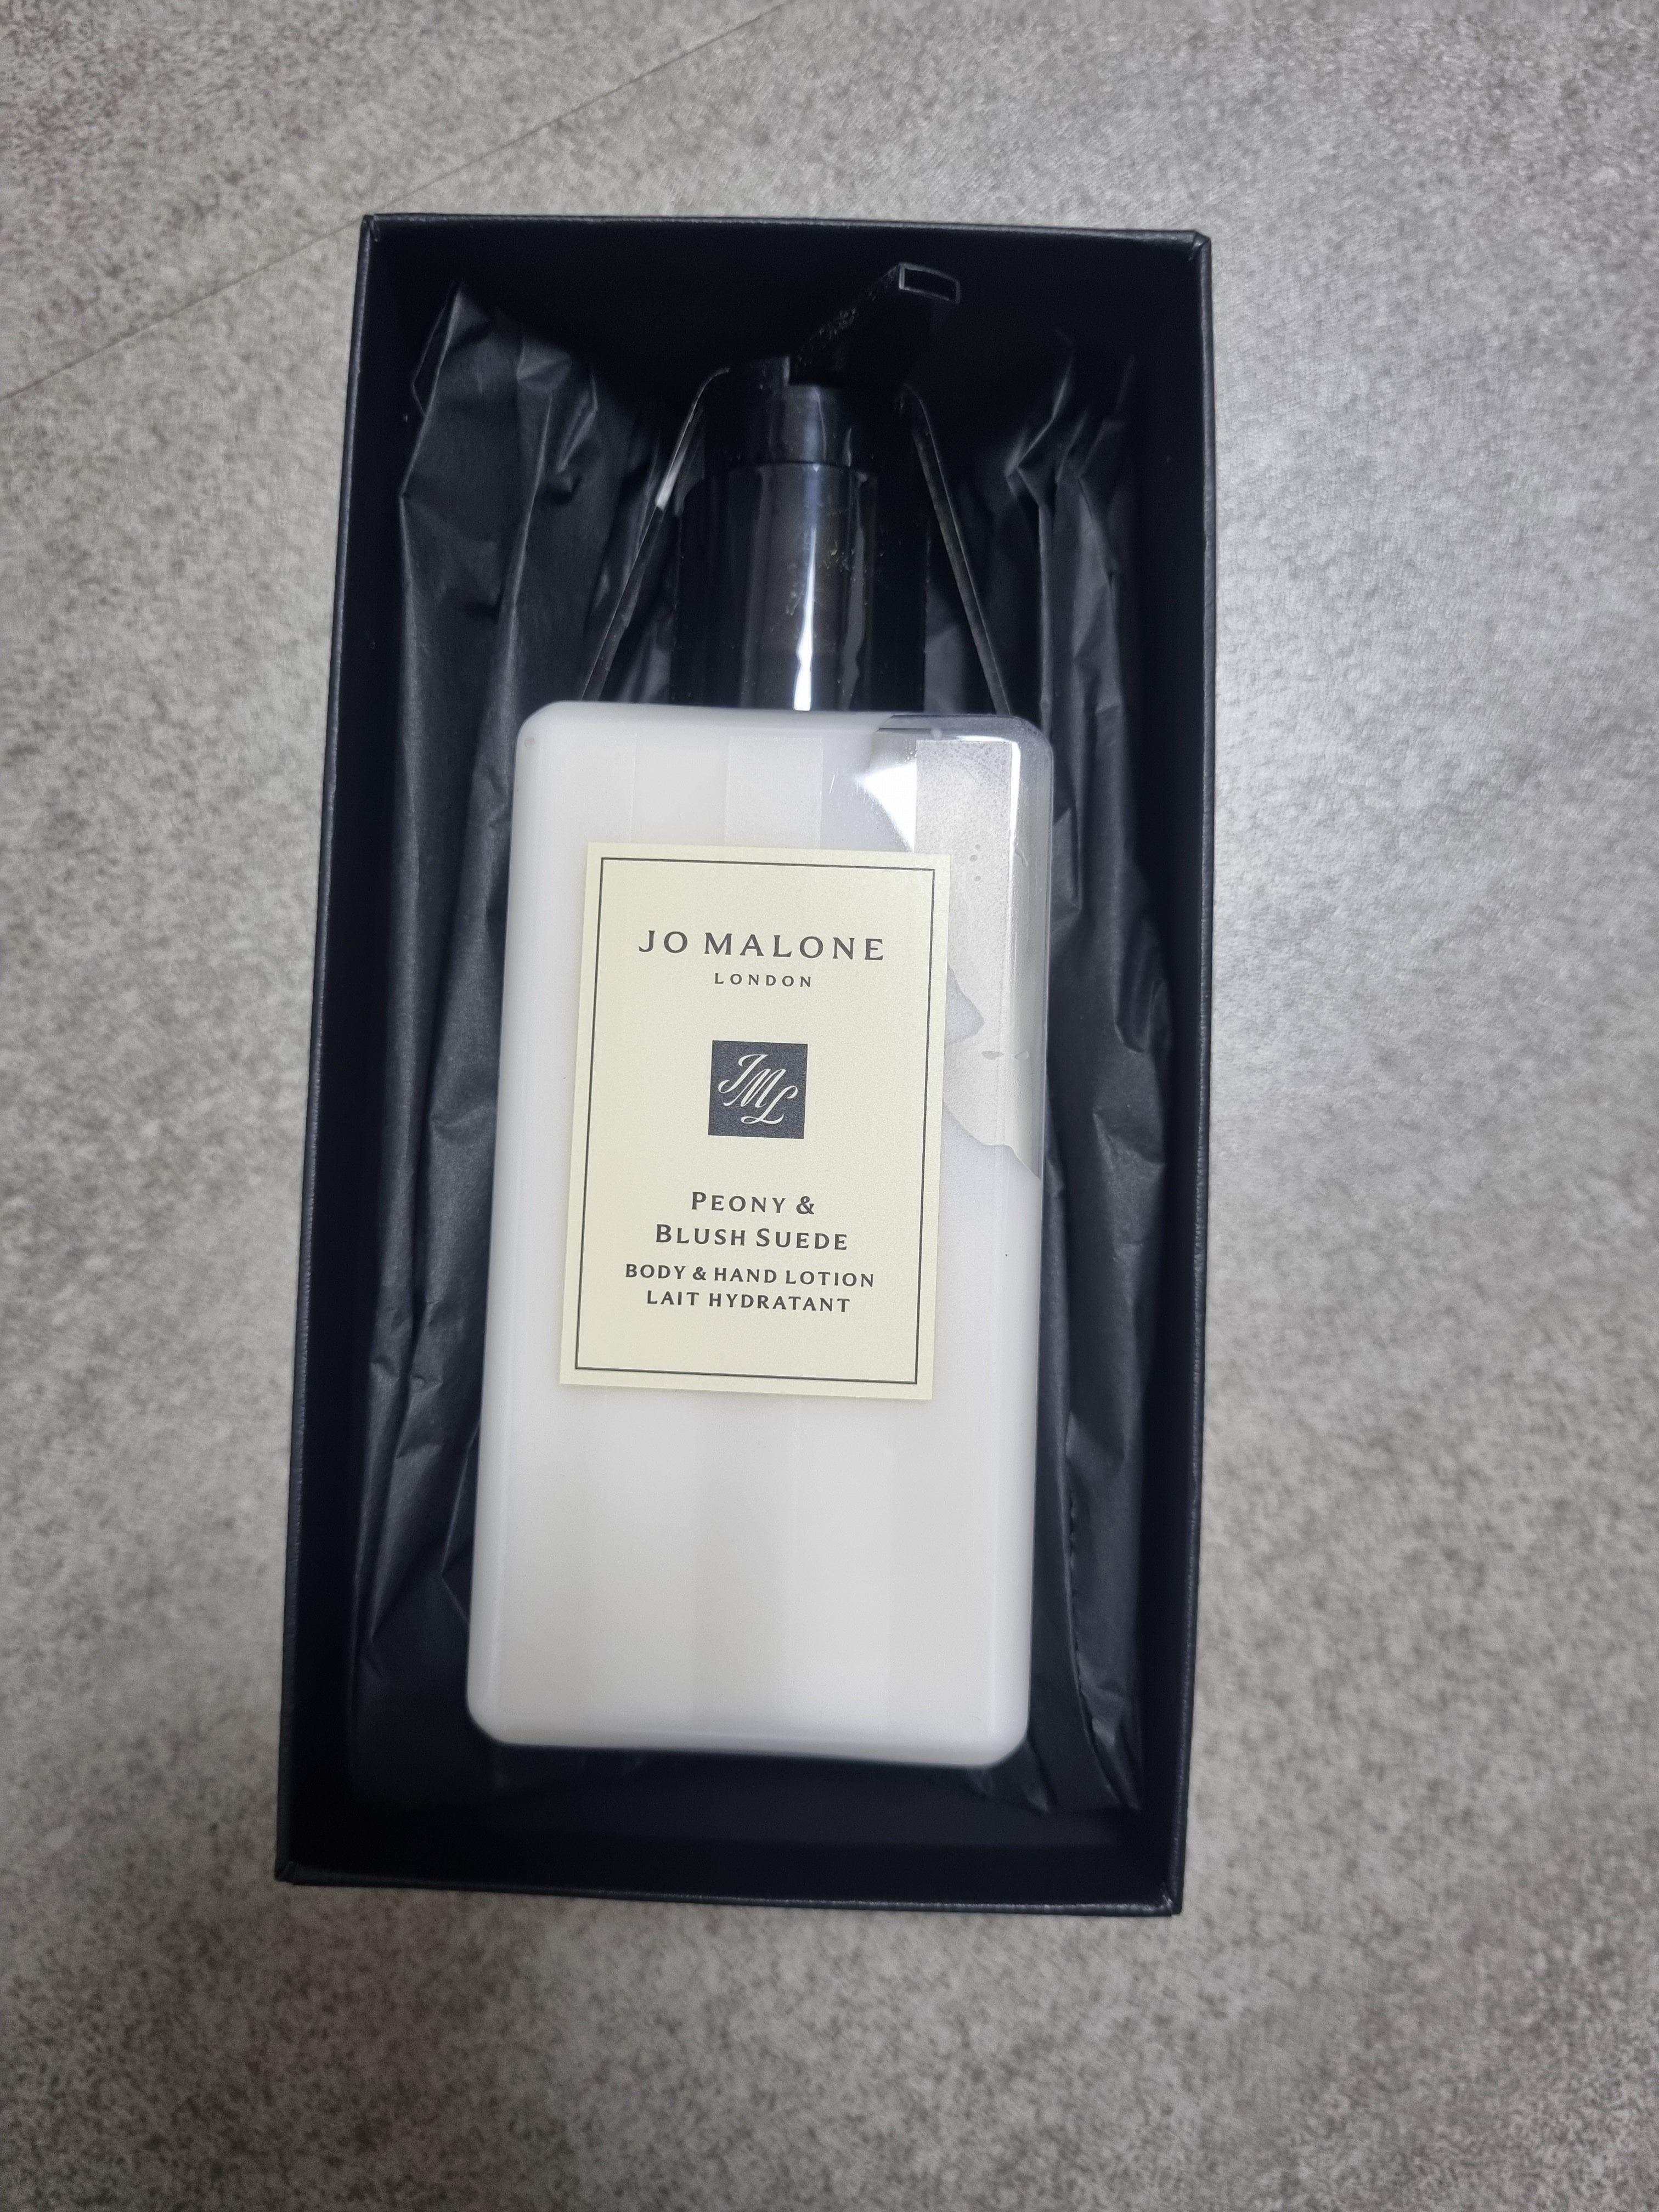 JO MALONE
LONDON
JML
PEONY &
BLUSH SUEDE
BODY & HAND LOTION
LAIT HYDRATANT